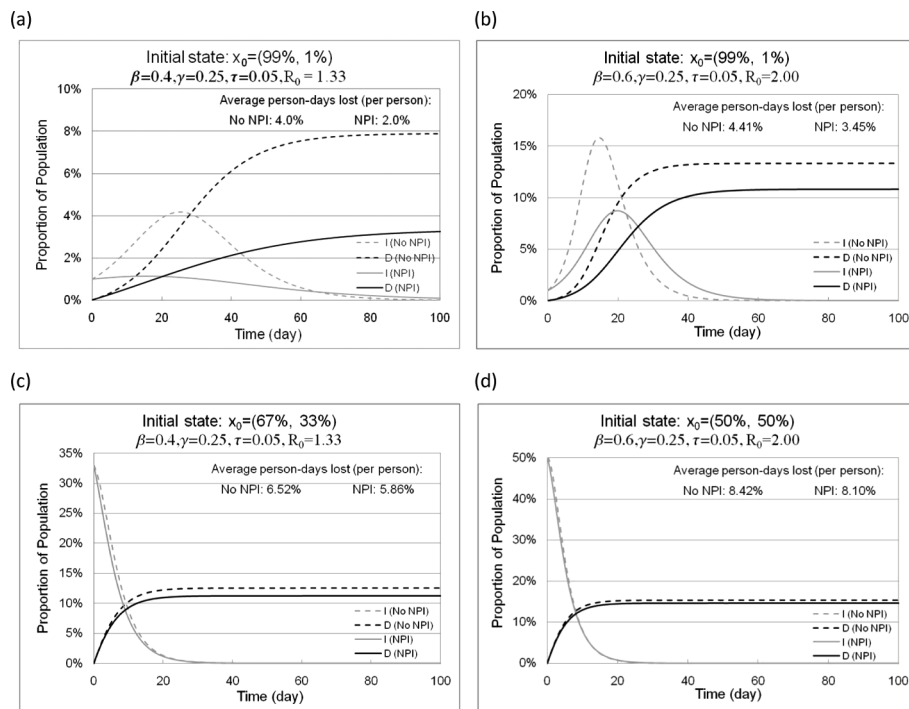 (a)
Initial state: x0=(99%, 1%)
β=0.4,γ=0.25,τ=0.05,R0 = 1.33
10%
8%
6%
4%
2%
0%
Proportion of Population
Average person-days lost (per person):
No NPI: 4.0% NPI: 2.0%
I (No NPI)
D (No NPI)
I (NPI)
D (NPI)
0 20 40 60 80 100
Time (day)
(b)
Initial state: x0=(99%, 1%)
β=0.6,γ=0.25,τ=0.05,R0=2.00
20%
15%
10%
5%
0%
Proportion of Population
Average person-days lost (per person):
No NPI: 4.41% NPI: 3.45%
I (No NPI)
D (No NPI)
I (NPI)
D (NPI)
0 20 40 60 80 100
Time (day)
(c)
Initial state: x0=(67%, 33%)
β=0.4,γ=0.25,τ=0.05, R0=1.33
35%
30%
25%
20%
15%
10%
5%
0%
Proportion of Population
Average person-days lost (per person):
No NPI: 6.52% NPI: 5.86%
I (No NPI)
D (No NPI)
I (NPI)
D (NPI)
0 20 40 60 80 100
Time (day)
(d)
Initial state: x0=(50%, 50%)
β=0.6,γ=0.25,τ=0.05, R0=2.00
50%
40%
30%
20%
10%
0%
Proportion of Population
Average person-days lost (per person):
No NPI: 8.42% NPI: 8.10%
I (No NPI)
D (No NPI)
I (NPI)
D (NPI)
0 20 40 60 80 100
Time (day)